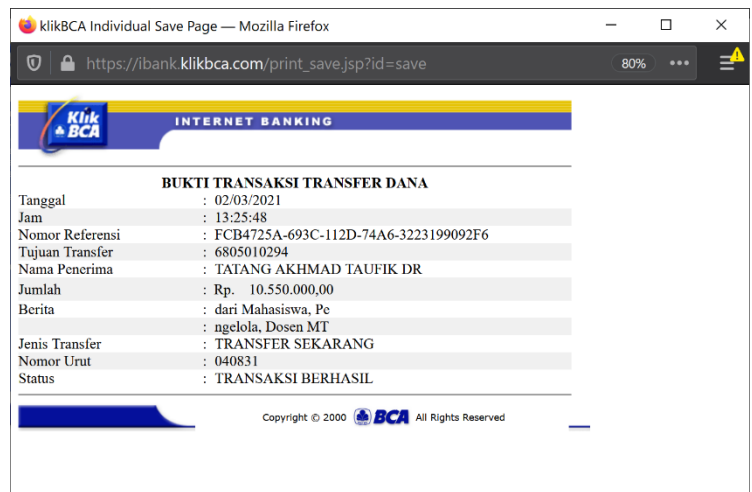 klikBCA Individual Save Page — Mozilla Firefox
https://ibank.klikbca.com/print_save.jsp?id=save 80%
Klik
BCA
INTERNET BANKING
BUKTI TRANSAKSI TRANSFER DANA
Tanggal : 02/03/2021
Jam : 13:25:48
Nomor Referensi : FCB4725A-693C-112D-74A6-3223199092F6
Tujuan Transfer : 6805010294
Nama Penerima : TATANG AKHMAD TAUFIK DR
Jumlah : Rp. 10.550.000,00
Berita : dari Mahasiswa, Pe
: ngelola, Dosen MT
Jenis Transfer : TRANSFER SEKARANG
Nomor Urut : 040831
Status : TRANSAKSI BERHASIL
Copyright © 2000 BCA All Rights Reserved